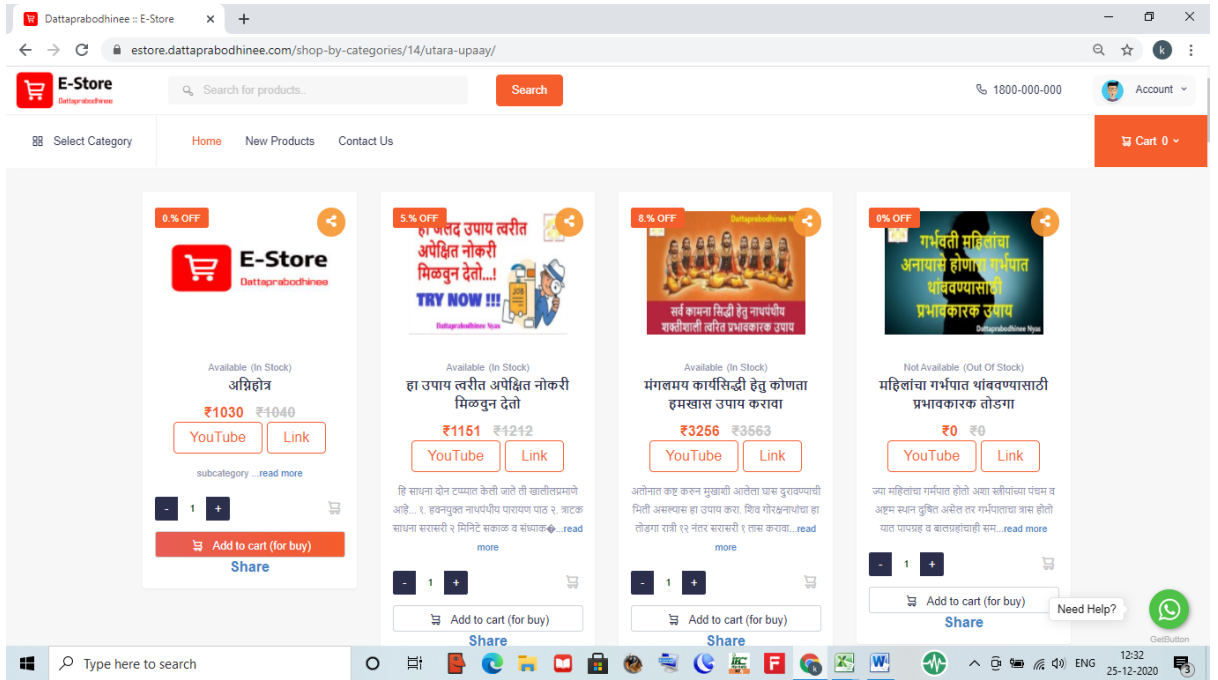 Dattaprabodhinee :: E-Store
estore.dattaprabodhinee.com/shop-by-categories/14/utara-upaay/
k
E-Store
Dattaprabodhinee
Search for products..
Search
1800-000-000
Account
Select Category
Home
New Products
Contact Us
Cart 0
0.% OFF
E-Store
Dattaprabodhinee
Available (In Stock)
अग्निहोत्र
₹1030 ₹1040
YouTube
Link
subcategory ...read more
- 1 +
Add to cart (for buy)
Share
5.% OFF
हा जलद उपाय त्वरीत
अपेक्षित नोकरी
मिळवुन देतो...!
JOB
TRY NOW !!!
Dattaprabodhinee Nyas
Available (In Stock)
हा उपाय त्वरीत अपेक्षित नोकरी
मिळवुन देतो
₹1151 ₹1212
YouTube
Link
हि साधना दोन टप्प्यात केली जाते ती खालीलप्रमाणे
आहे... १. हवनयुक्त नाथपंथीय पारायण पाठ २. त्राटक
साधना सरासरी २ मिनिटे सकाळ व संध्याक�...read
more
- 1 +
Add to cart (for buy)
Share
8.% OFF
Dattaprabodhinee N
सर्व कामना सिद्धी हेतु नाथपंथीय
शक्तीशाली त्वरित प्रभावकारक उपाय
Available (In Stock)
मंगलमय कार्यसिद्धी हेतु कोणता
हमखास उपाय करावा
₹3256 ₹3563
YouTube
Link
अतोनात कष्ट करुन मुखाशी आलेला घास दुरावण्याची
भिती असल्यास हा उपाय करा. शिव गोरक्षनाथांचा हा
तोडगा रात्री १२ नंतर सरासरी १ तास करावा...read
more
- 1 +
Add to cart (for buy)
Share
0% OFF
गर्भवती महिलांचा
अनायासे होणारा गर्भपात
थांबवण्यासाठी
प्रभावकारक उपाय
Dattaprabodhinee Nyas
Not Available (Out Of Stock)
महिलांचा गर्भपात थांबवण्यासाठी
प्रभावकारक तोडगा
₹0 ₹0
YouTube
Link
ज्या महिलांचा गर्भपात होतो अशा स्त्रीयांच्या पंचम व
अष्टम स्थान दुषित असेल तर गर्भपाताचा त्रास होतो
यात पापग्रह व बालग्रहांचाही सम...read more
- 1 +
Add to cart (for buy)
Share
Need Help?
GetButton
Type here to search
ENG
12:32
25-12-2020
3